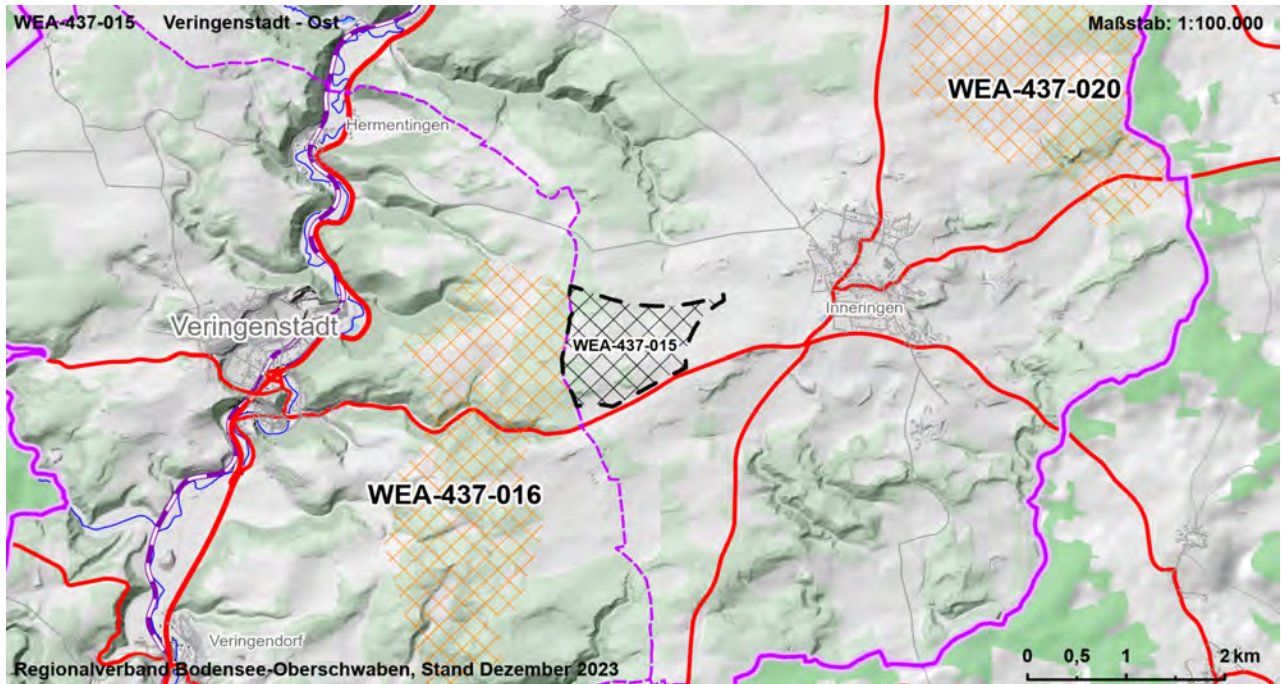 WEA-437-015 Veringenstadt - Ost
Maßstab: 1:100.000
WEA-437-020
Hermentingen
Veringenstadt
Inneringen
WEA-437-015
WEA-437-016
Veringendorf
Regionalverband Bodensee-Oberschwaben, Stand Dezember 2023
0 0,5 1 2 km